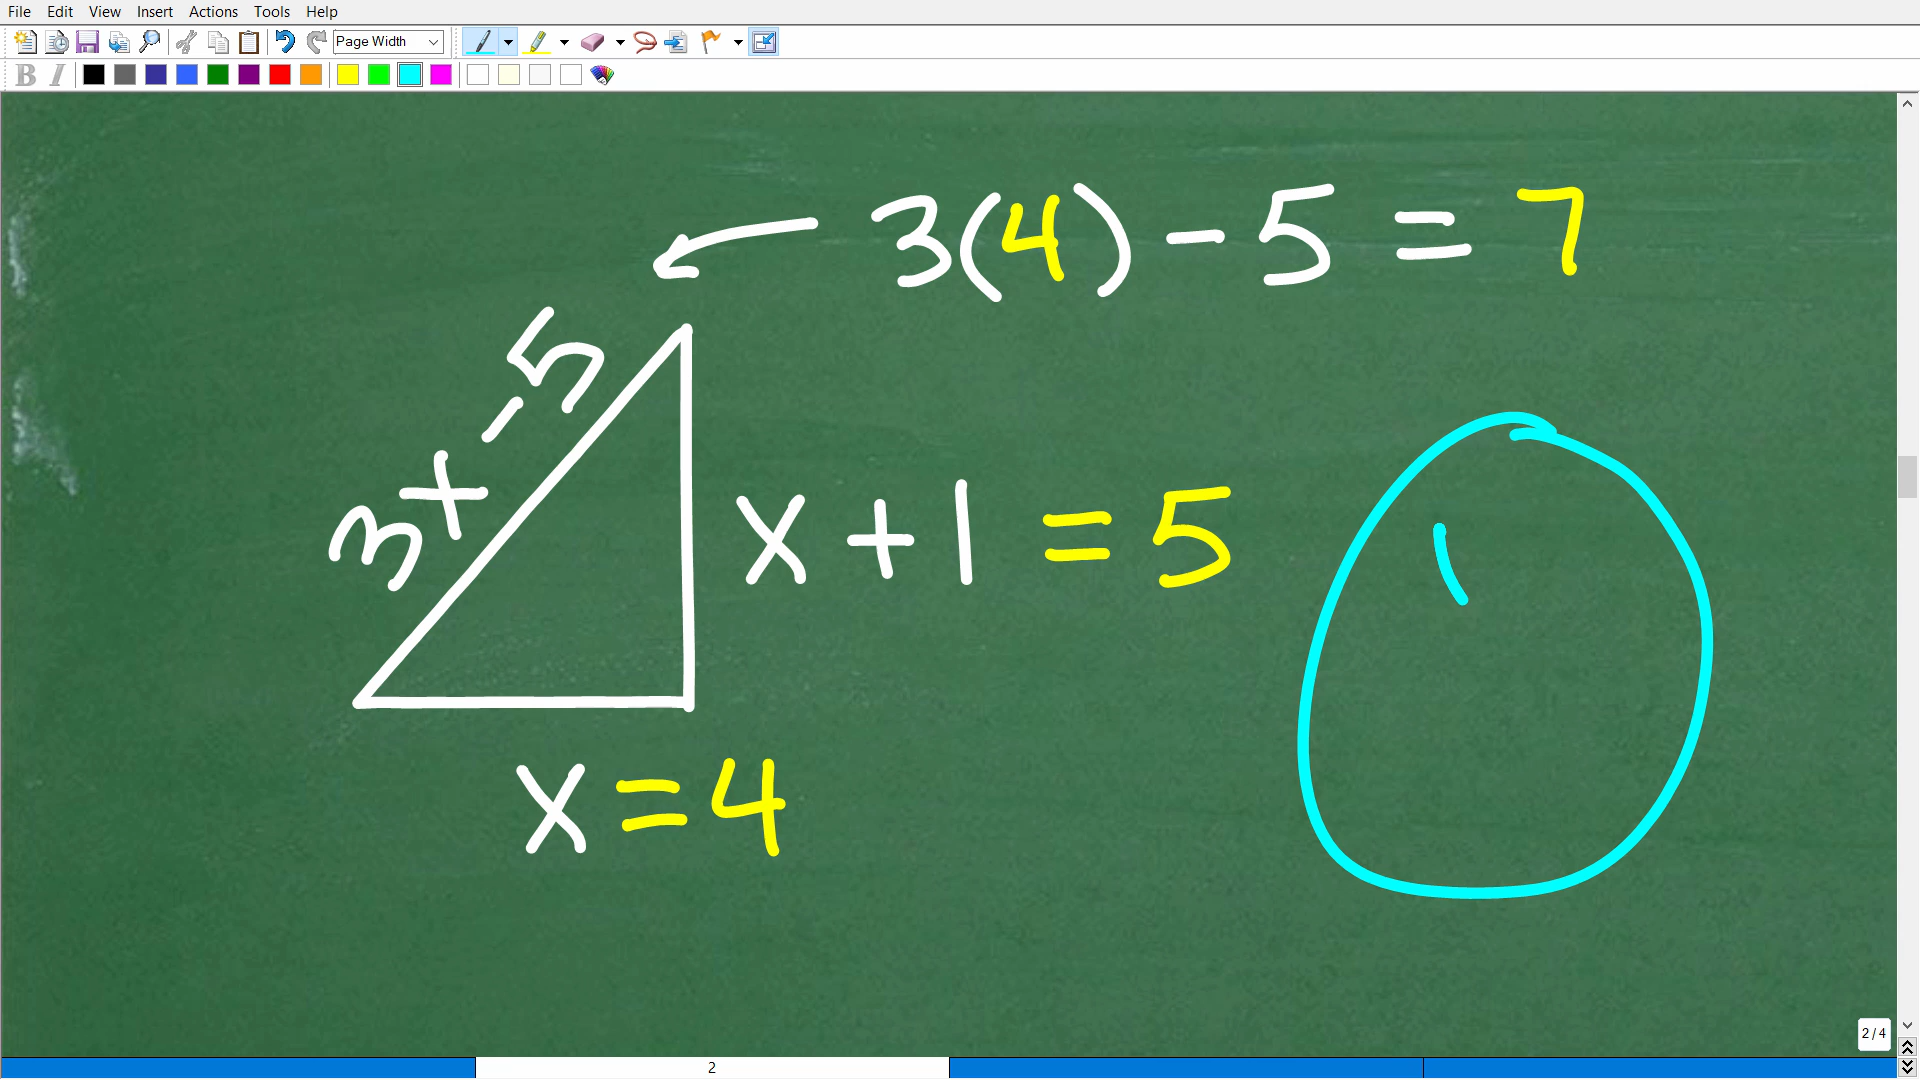 File Edit View Insert Actions Tools Help
Page Width
B I
3(4) - 5 = 7
3x - 5
x + 1 = 5
x = 4
2 / 4
2